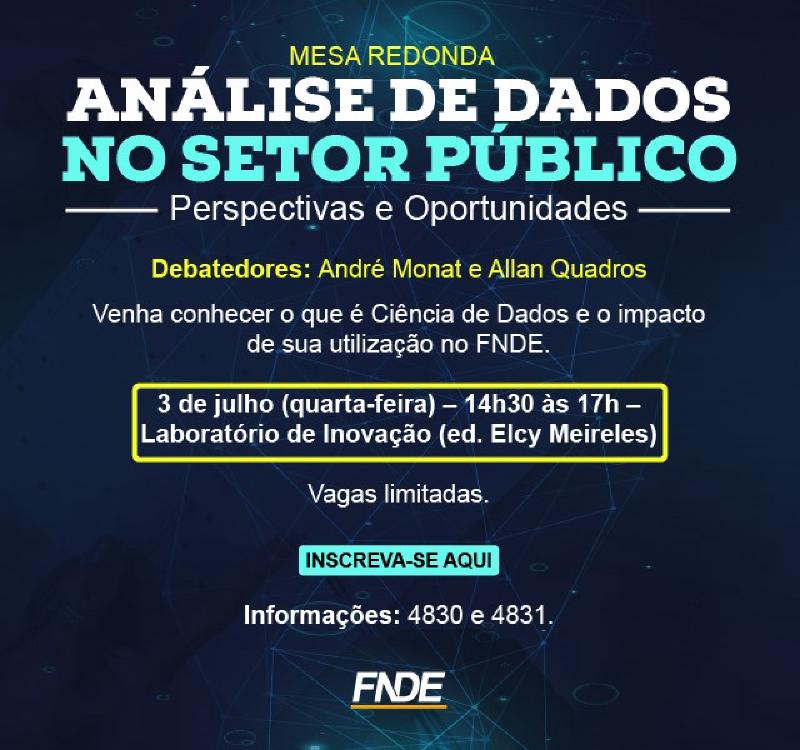 MESA REDONDA
ANÁLISE DE DADOS
NO SETOR PÚBLICO
Perspectivas e Oportunidades
Debatedores: André Monat e Allan Quadros
Venha conhecer o que é Ciência de Dados e o impacto
de sua utilização no FNDE.
3 de julho (quarta-feira) – 14h30 às 17h –
Laboratório de Inovação (ed. Elcy Meireles)
Vagas limitadas.
INSCREVA-SE AQUI
Informações: 4830 e 4831.
FNDE